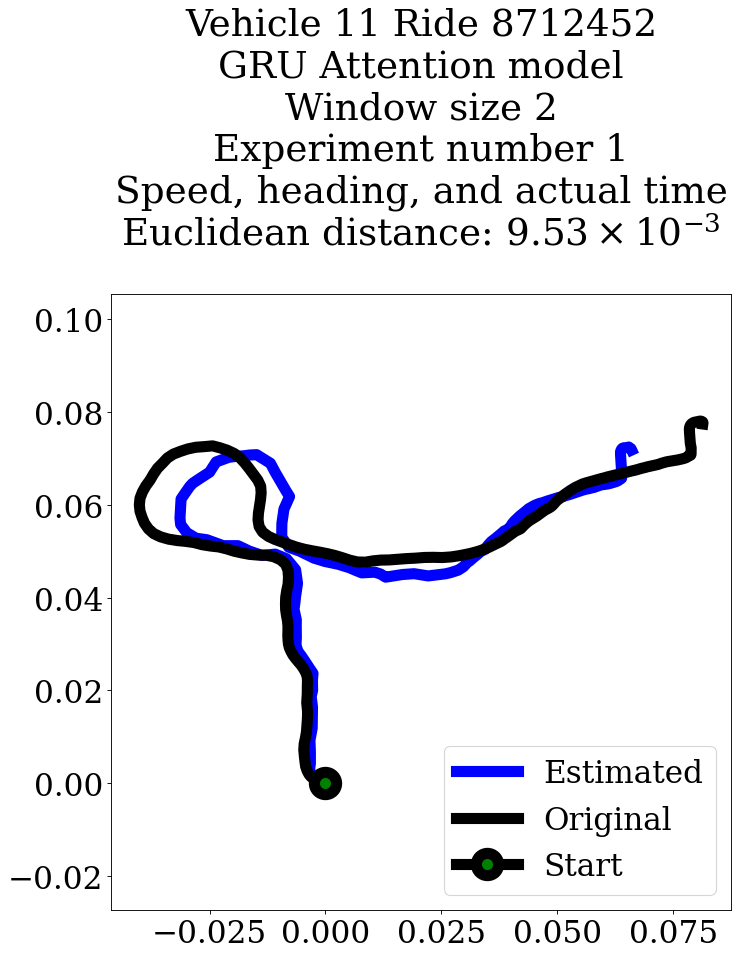 Vehicle 11 Ride 8712452
GRU Attention model
Window size 2
Experiment number 1
Speed, heading, and actual time
Euclidean distance: 9.53 × 10⁻³
0.10
0.08
0.06
0.04
0.02
0.00
−0.02
Estimated
Original
Start
−0.025 0.000 0.025 0.050 0.075